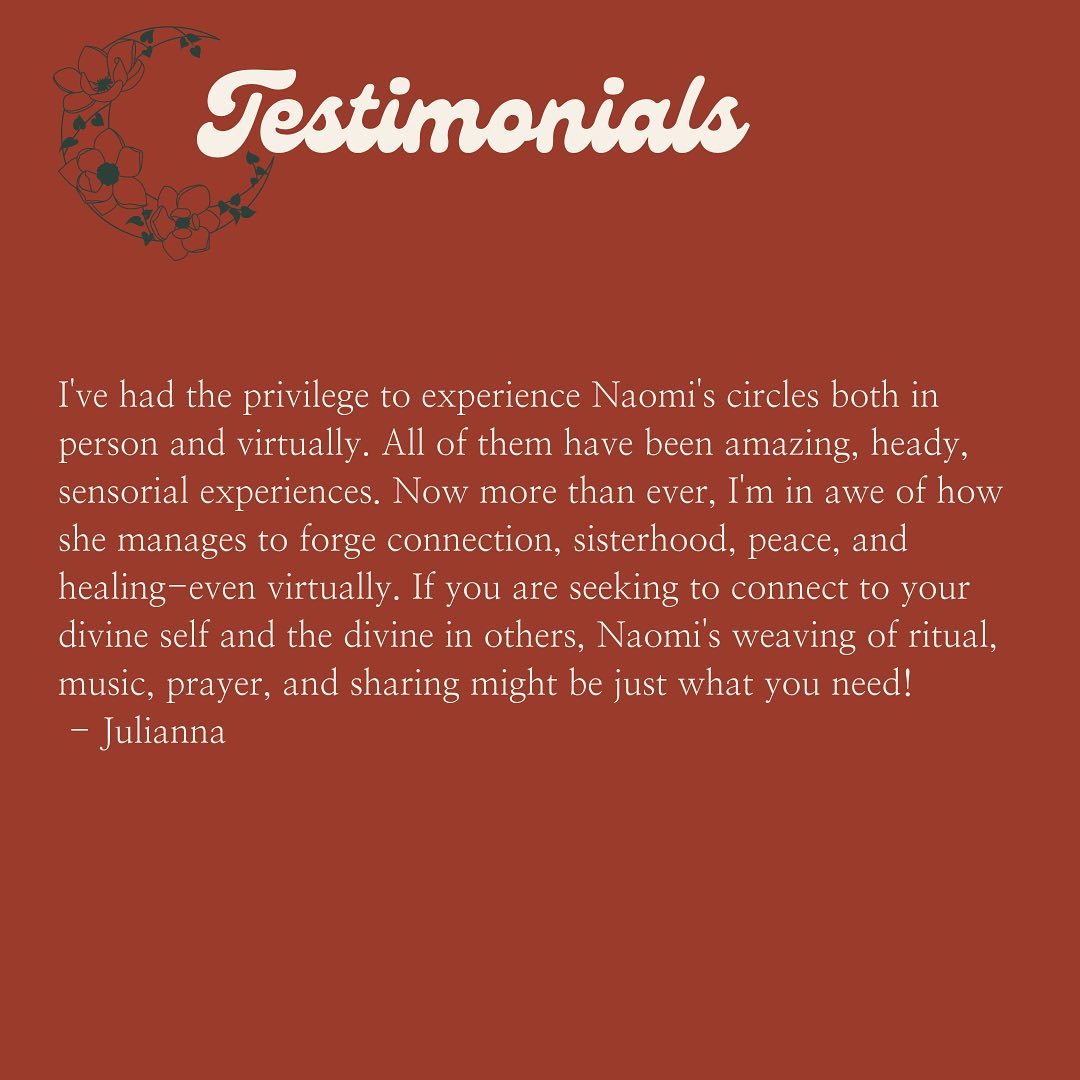 Testimonials
I've had the privilege to experience Naomi's circles both in
person and virtually. All of them have been amazing, heady,
sensorial experiences. Now more than ever, I'm in awe of how
she manages to forge connection, sisterhood, peace, and
healing-even virtually. If you are seeking to connect to your
divine self and the divine in others, Naomi's weaving of ritual,
music, prayer, and sharing might be just what you need!
- Julianna